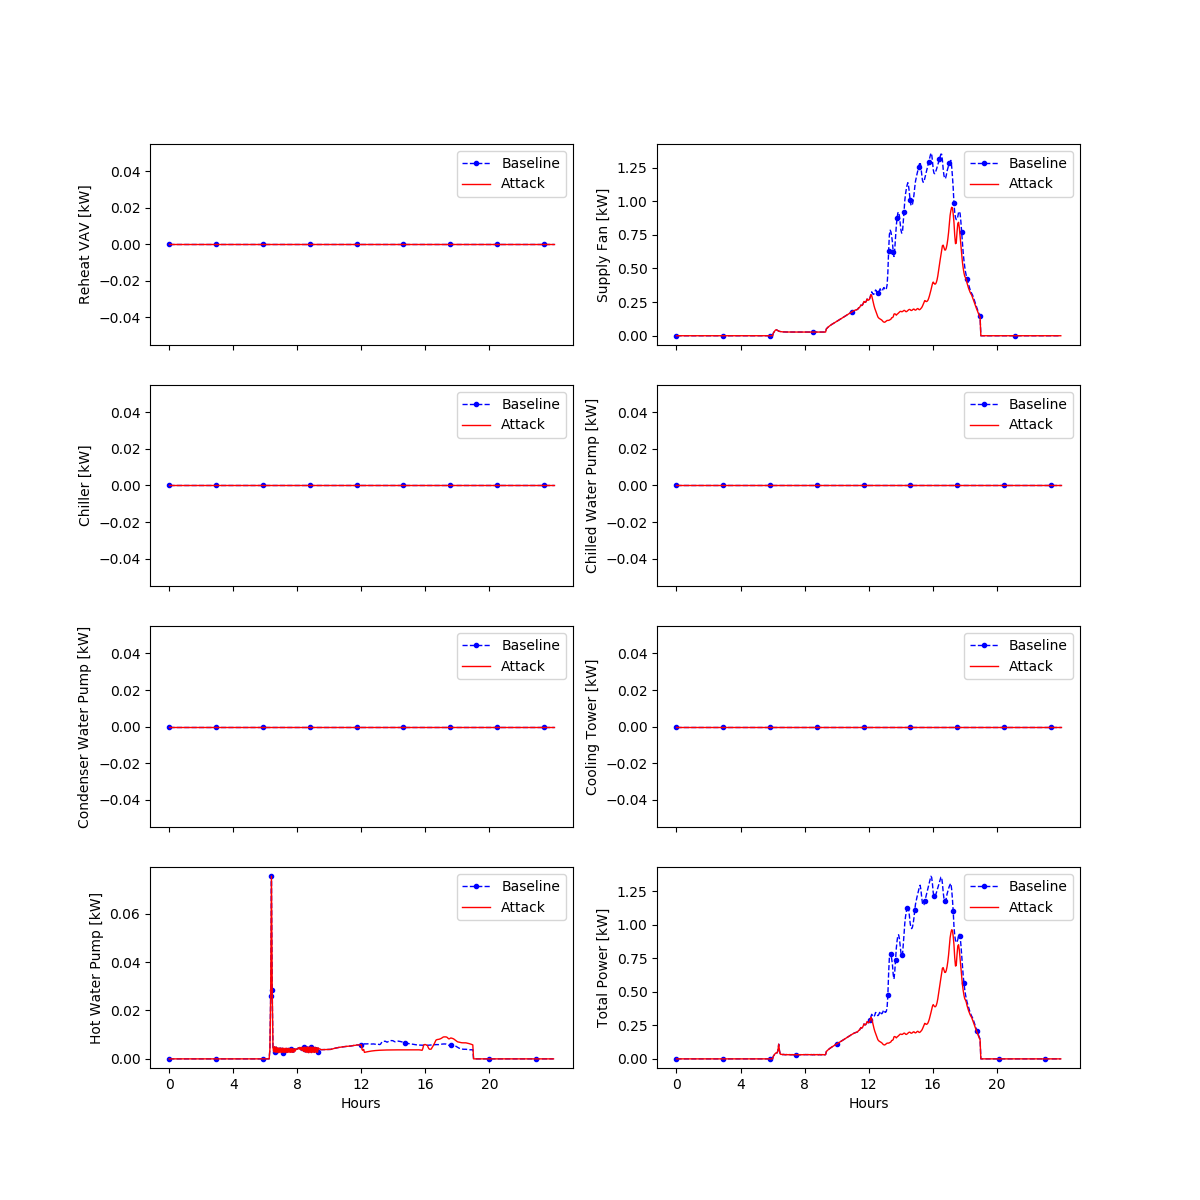 Reheat VAV [kW]
0.04
0.02
0.00
−0.02
−0.04
Baseline
Attack
Supply Fan [kW]
1.25
1.00
0.75
0.50
0.25
0.00
Baseline
Attack
Chiller [kW]
0.04
0.02
0.00
−0.02
−0.04
Baseline
Attack
Chilled Water Pump [kW]
0.04
0.02
0.00
−0.02
−0.04
Baseline
Attack
Condenser Water Pump [kW]
0.04
0.02
0.00
−0.02
−0.04
Baseline
Attack
Cooling Tower [kW]
0.04
0.02
0.00
−0.02
−0.04
Baseline
Attack
Hot Water Pump [kW]
0.06
0.04
0.02
0.00
Baseline
Attack
0 4 8 12 16 20
Hours
Total Power [kW]
1.25
1.00
0.75
0.50
0.25
0.00
Baseline
Attack
0 4 8 12 16 20
Hours